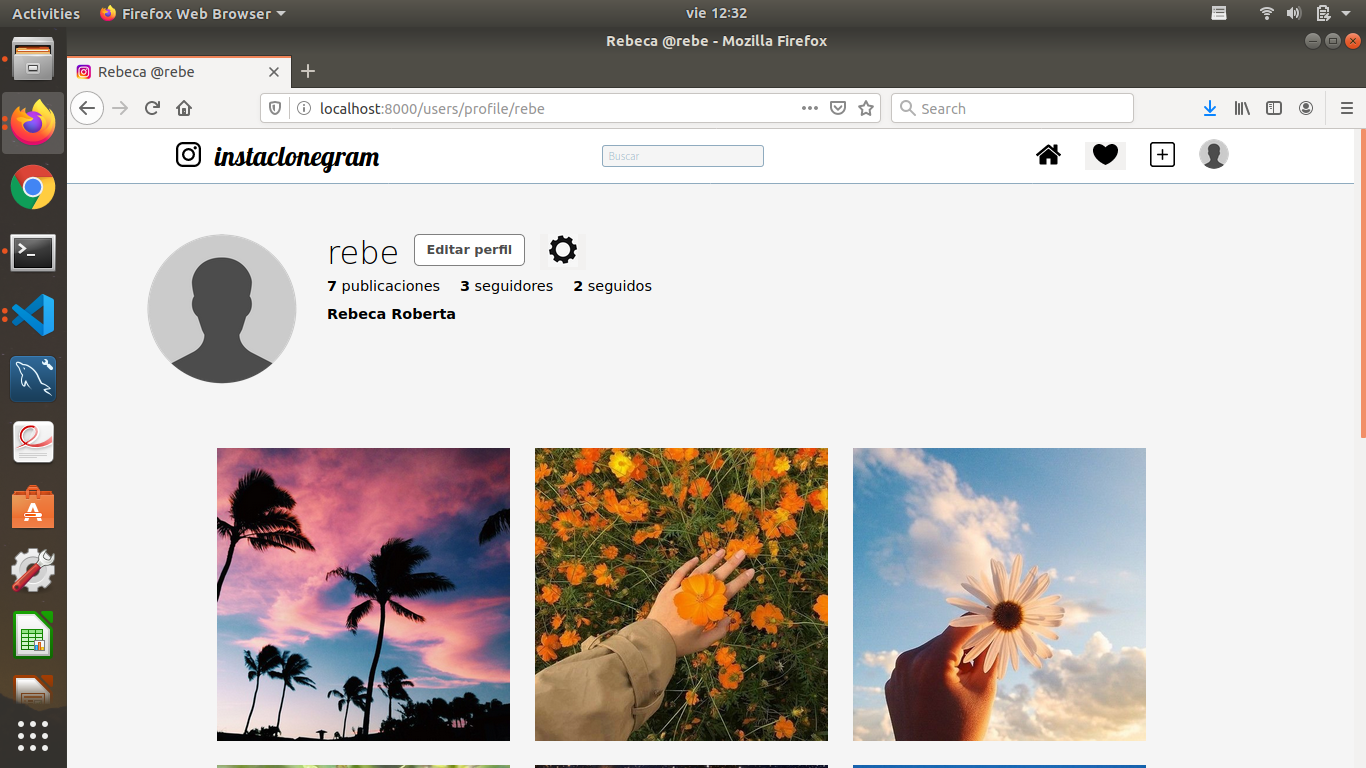 Activities Firefox Web Browser vie 12:32
Rebeca @rebe - Mozilla Firefox
Rebeca @rebe
localhost:8000/users/profile/rebe Search
instaclonegram Buscar
rebe Editar perfil
7 publicaciones 3 seguidores 2 seguidos
Rebeca Roberta